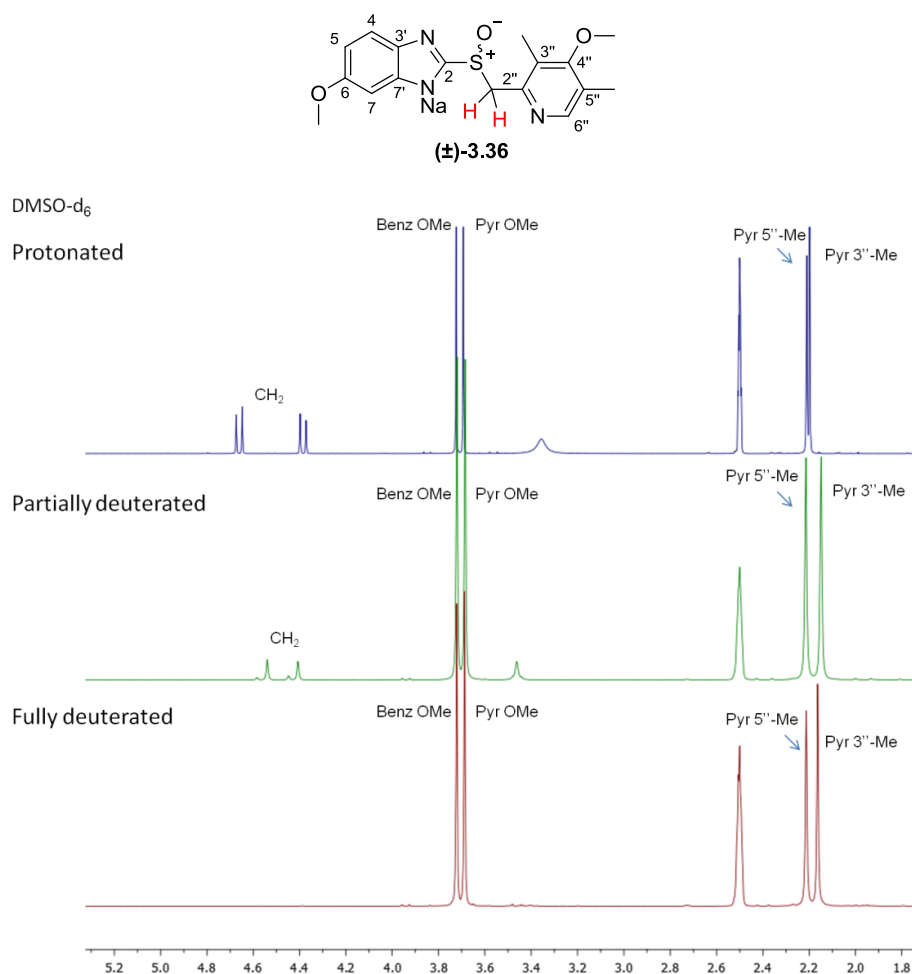 O−
4
N
3'
5
S+
2
3''
O
4''
2''
6
7
7'
N
Na
H
H
N
5''
6''
O
(±)-3.36
DMSO-d6
Protonated
Benz OMe Pyr OMe
Pyr 5''-Me
Pyr 3''-Me
CH2
Partially deuterated
Benz OMe Pyr OMe
Pyr 5''-Me
Pyr 3''-Me
CH2
Fully deuterated
Benz OMe Pyr OMe
Pyr 5''-Me
Pyr 3''-Me
5.2 5.0 4.8 4.6 4.4 4.2 4.0 3.8 3.6 3.4 3.2 3.0 2.8 2.6 2.4 2.2 2.0 1.8